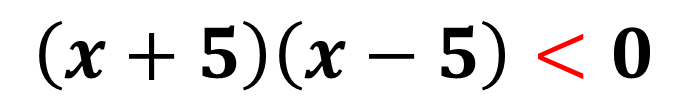 (x + 5)(x − 5) < 0